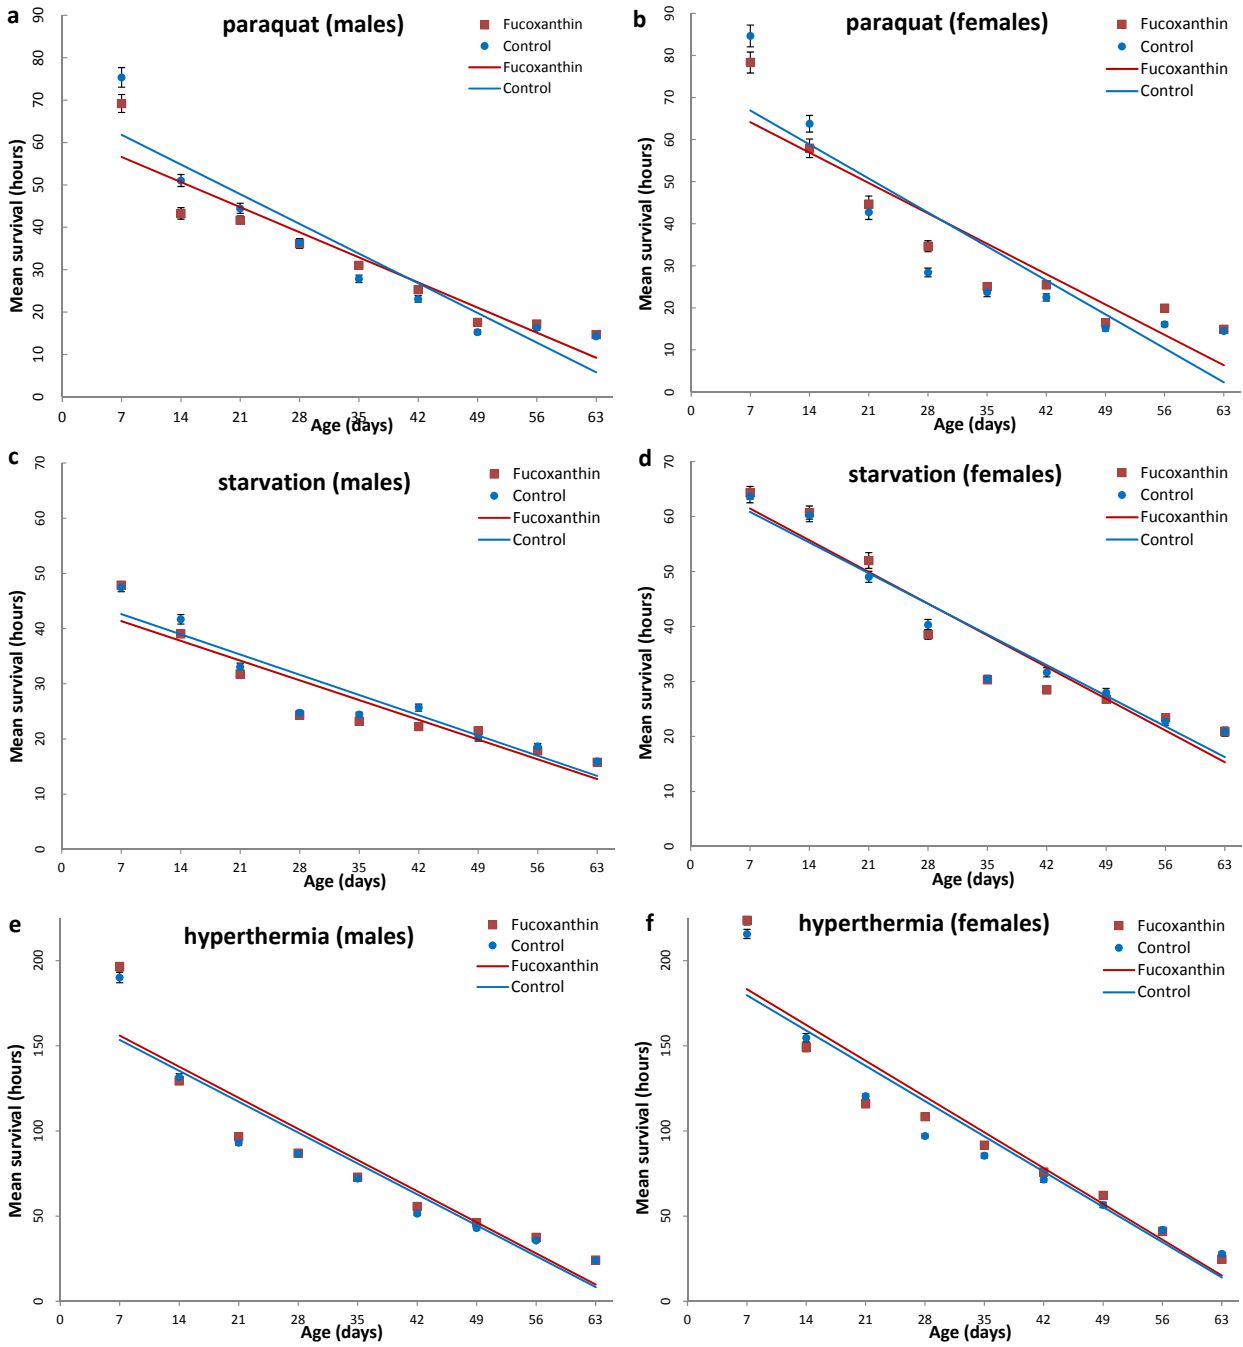 a
paraquat (males)
Fucoxanthin
Control
Fucoxanthin
Control
Mean survival (hours)
90
80
70
60
50
40
30
20
10
0
0 7 14 21 28 35 42 49 56 63
Age (days)
b
paraquat (females)
Fucoxanthin
Control
Fucoxanthin
Control
Mean survival (hours)
90
80
70
60
50
40
30
20
10
0
0 7 14 21 28 35 42 49 56 63
Age (days)
c
starvation (males)
Fucoxanthin
Control
Fucoxanthin
Control
Mean survival (hours)
70
60
50
40
30
20
10
0
0 7 14 21 28 35 42 49 56 63
Age (days)
d
starvation (females)
Fucoxanthin
Control
Fucoxanthin
Control
Mean survival (hours)
70
60
50
40
30
20
10
0
0 7 14 21 28 35 42 49 56 63
Age (days)
e
hyperthermia (males)
Fucoxanthin
Control
Fucoxanthin
Control
Mean survival (hours)
200
150
100
50
0
0 7 14 21 28 35 42 49 56 63
Age (days)
f
hyperthermia (females)
Fucoxanthin
Control
Fucoxanthin
Control
Mean survival (hours)
200
150
100
50
0
0 7 14 21 28 35 42 49 56 63
Age (days)